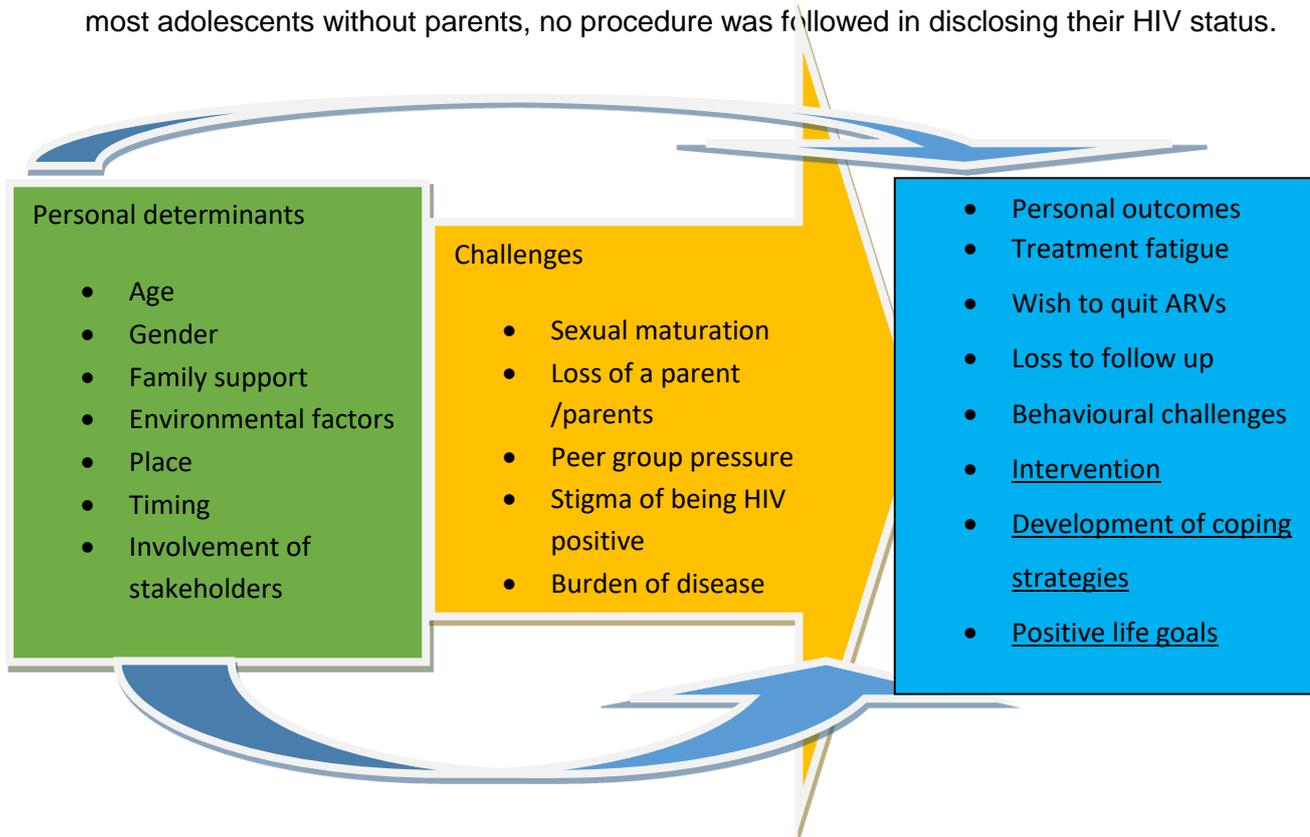 most adolescents without parents, no procedure was followed in disclosing their HIV status.
Personal determinants
• Age
• Gender
• Family support
• Environmental factors
• Place
• Timing
• Involvement of
stakeholders
Challenges
• Sexual maturation
• Loss of a parent
/parents
• Peer group pressure
• Stigma of being HIV
positive
• Burden of disease
• Personal outcomes
• Treatment fatigue
• Wish to quit ARVs
• Loss to follow up
• Behavioural challenges
• Intervention
• Development of coping
strategies
• Positive life goals